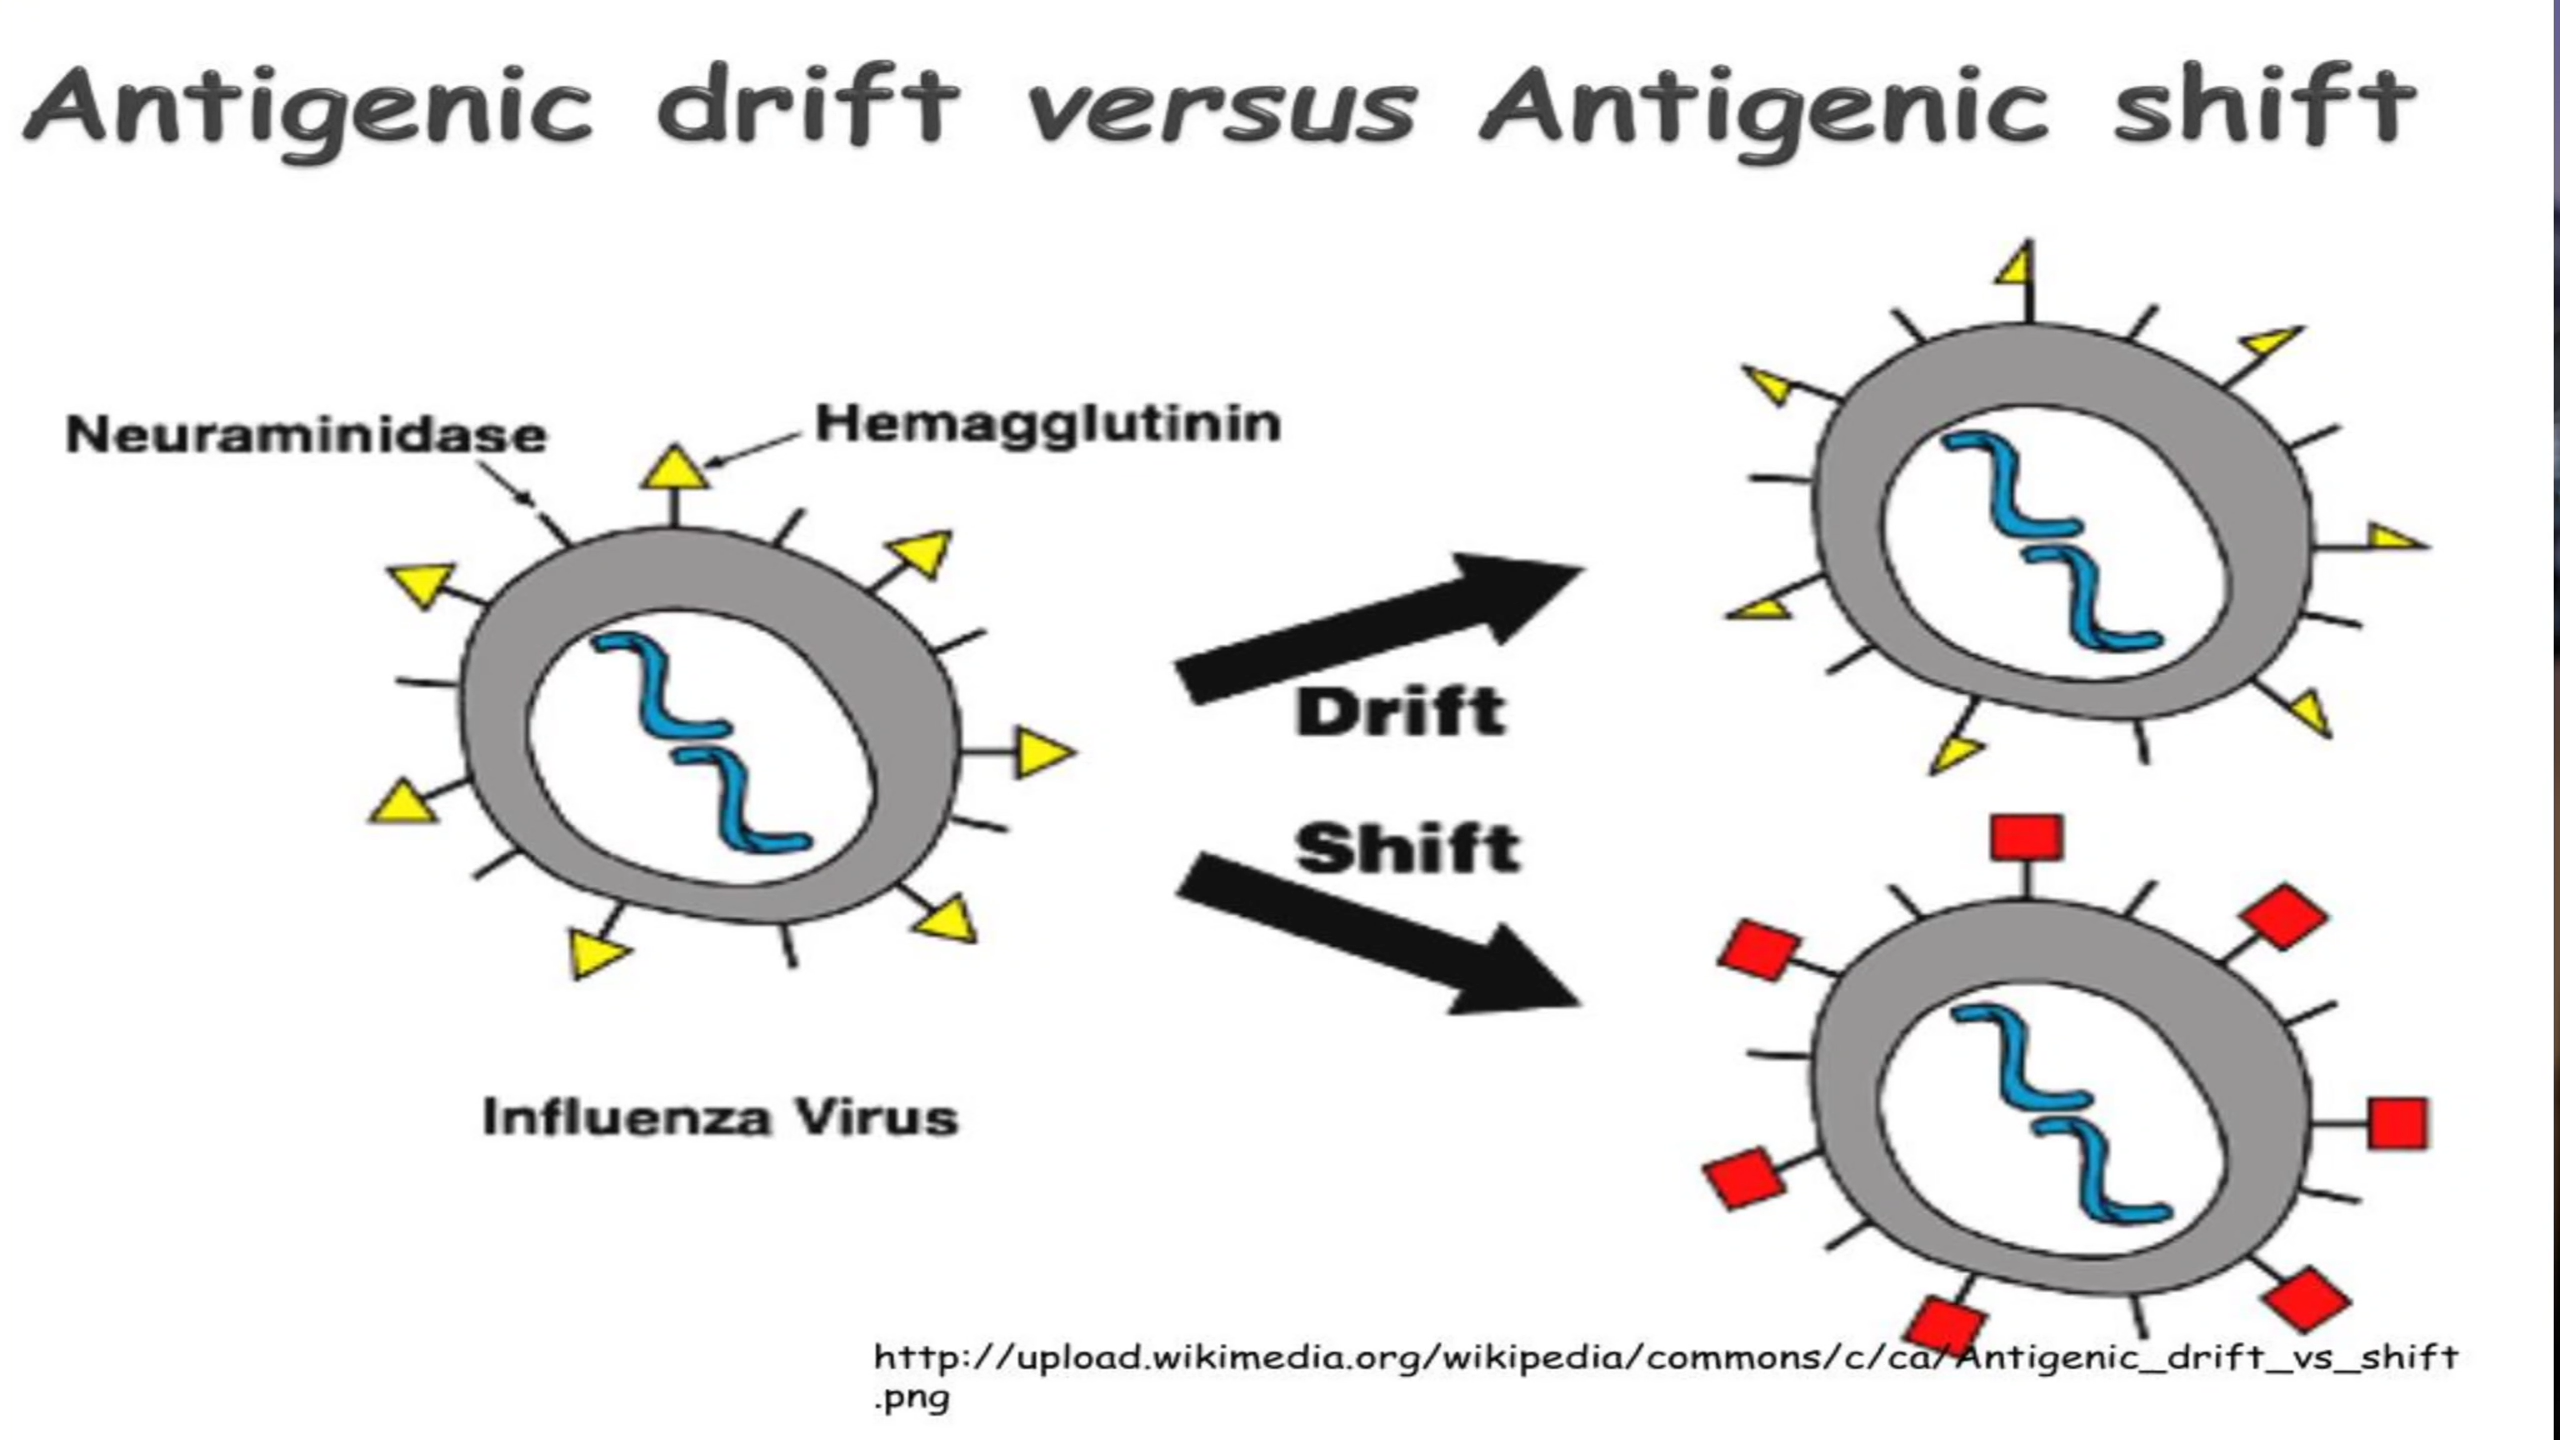 Antigenic drift versus Antigenic shift
Neuraminidase
Hemagglutinin
Drift
Shift
Influenza Virus
http://upload.wikimedia.org/wikipedia/commons/c/ca/Antigenic_drift_vs_shift
.png